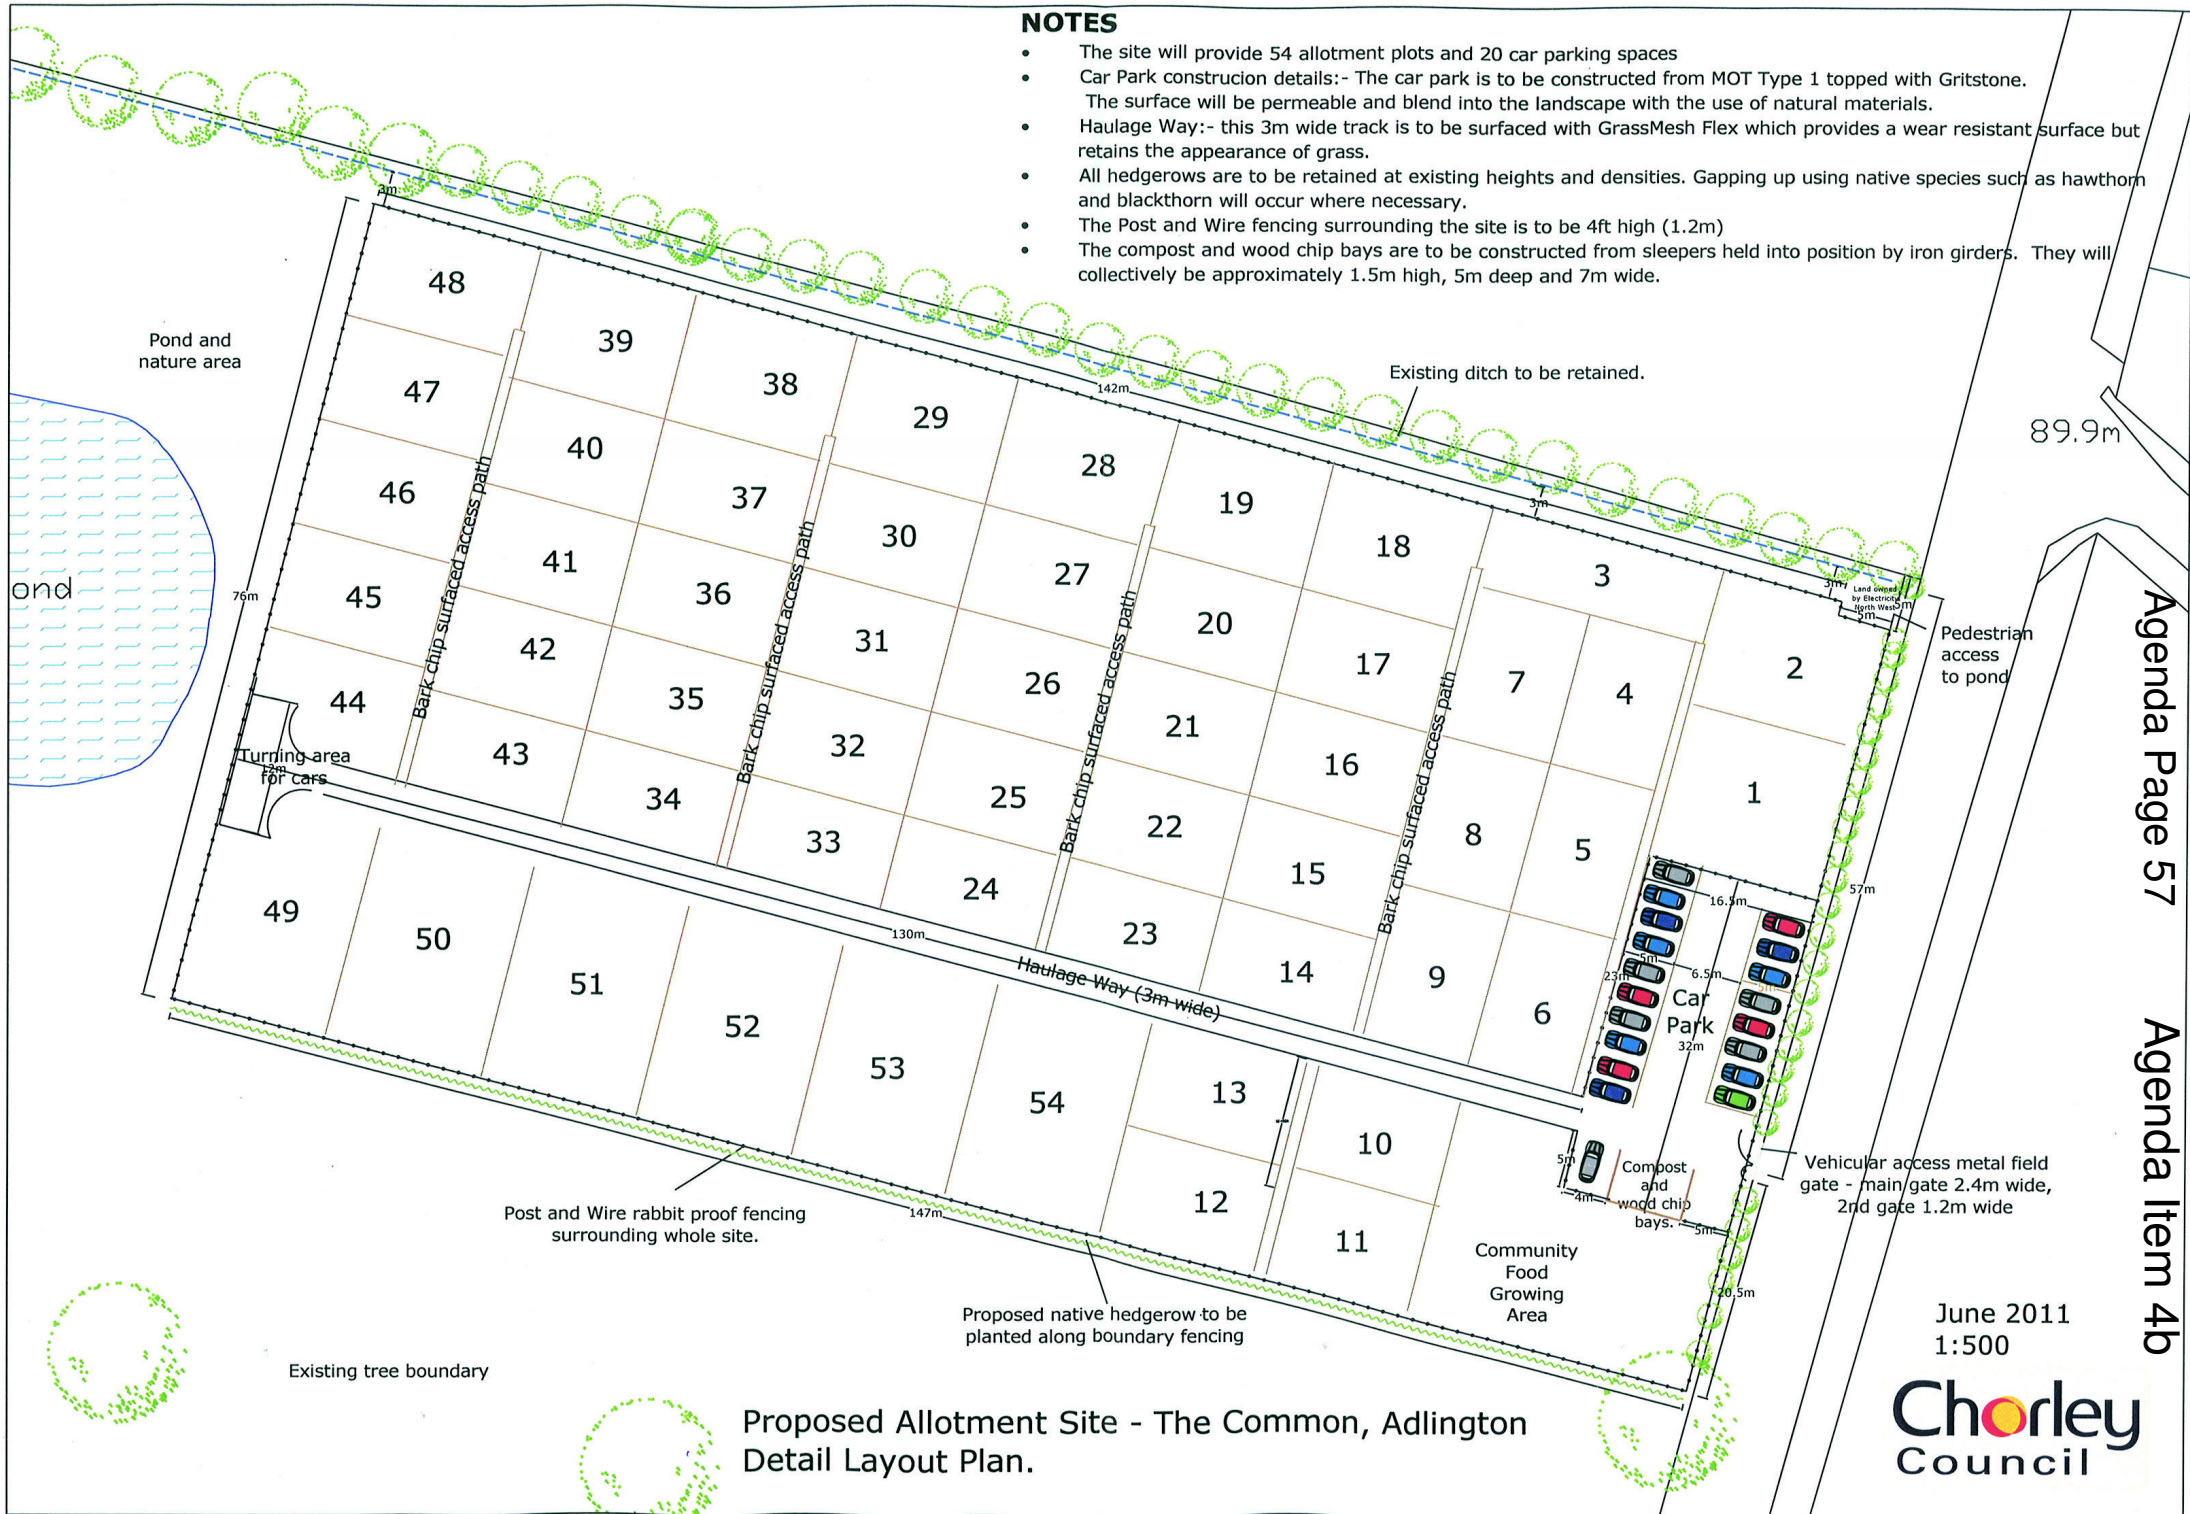 NOTES
• The site will provide 54 allotment plots and 20 car parking spaces
• Car Park construcion details:- The car park is to be constructed from MOT Type 1 topped with Gritstone.
The surface will be permeable and blend into the landscape with the use of natural materials.
• Haulage Way:- this 3m wide track is to be surfaced with GrassMesh Flex which provides a wear resistant surface but
retains the appearance of grass.
• All hedgerows are to be retained at existing heights and densities. Gapping up using native species such as hawthorn
and blackthorn will occur where necessary.
• The Post and Wire fencing surrounding the site is to be 4ft high (1.2m)
• The compost and wood chip bays are to be constructed from sleepers held into position by iron girders. They will
collectively be approximately 1.5m high, 5m deep and 7m wide.
3m
48
Pond and
nature area
39
47
38
Existing ditch to be retained.
142m
29
89.9m
40
28
46
37
19
3m
30
18
41
27
3
ond
45
76m
36
20
3m
Land owned
by Electricity
North West
5m
5m
Pedestrian
access
to pond
42
31
17
7
4
2
44
35
26
21
Bark chip surfaced access path
Bark chip surfaced access path
Bark chip surfaced access path
Bark chip surfaced access path
Turning area
for cars
12m
43
32
16
1
34
25
22
33
8
5
15
24
57m
16.5m
49
50
130m
23
51
Haulage Way (3m wide)
14
9
5m
23m
6.5m
5m
Car
Park
32m
6
52
53
54
13
10
12
11
5m
4m
Compost
and
wood chip
bays.
5m
Vehicular access metal field
gate - main gate 2.4m wide,
2nd gate 1.2m wide
Post and Wire rabbit proof fencing
surrounding whole site.
147m
Community
Food
Growing
Area
20.5m
Proposed native hedgerow to be
planted along boundary fencing
Existing tree boundary
June 2011
1:500
Proposed Allotment Site - The Common, Adlington
Detail Layout Plan.
Chorley
Council
Agenda Page 57
Agenda Item 4b